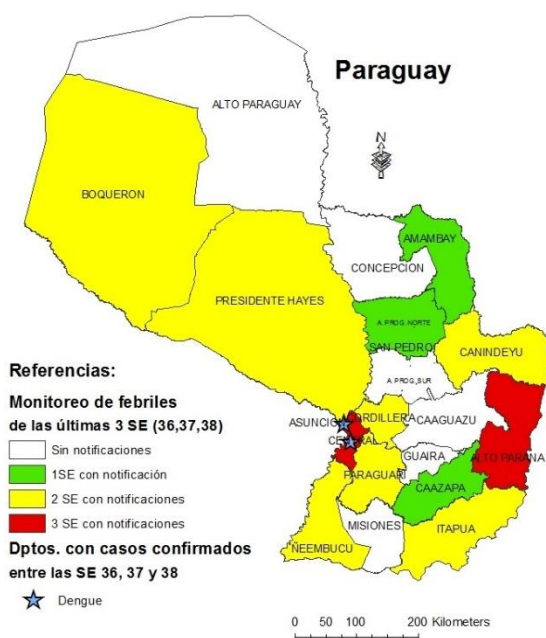 Paraguay
N
ALTO PARAGUAY
BOQUERON
AMAMBAY
CONCEPCION
PRESIDENTE HAYES
A. PROG. NORTE
SAN PEDRO
CANINDEYU
A. PROG. SUR
CORDILLERA
ASUNCION
CAAGUAZU
CENTRAL
GUAIRA
ALTO PARANA
PARAGUARI
CAAZAPA
MISIONES
ITAPUA
ÑEEMBUCU
Referencias:
Monitoreo de febriles
de las últimas 3 SE (36,37,38)
Sin notificaciones
1SE con notificación
2 SE con notificaciones
3 SE con notificaciones
Dptos. con casos confirmados
entre las SE 36, 37 y 38
Dengue
0 50 100 200 Kilometers